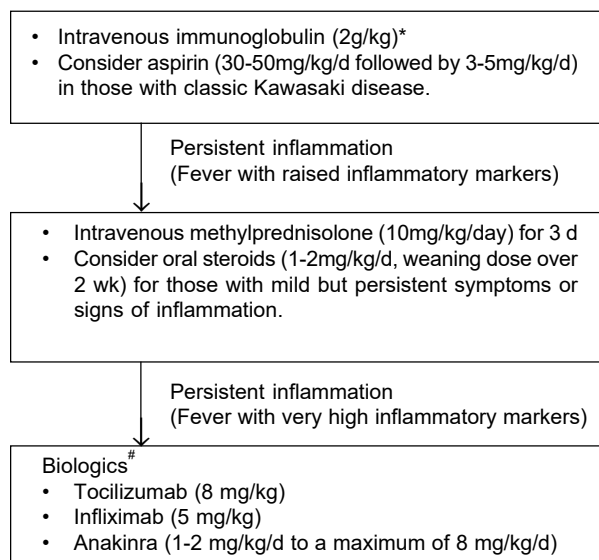 • Intravenous immunoglobulin (2g/kg)*
• Consider aspirin (30-50mg/kg/d followed by 3-5mg/kg/d)
in those with classic Kawasaki disease.
Persistent inflammation
(Fever with raised inflammatory markers)
• Intravenous methylprednisolone (10mg/kg/day) for 3 d
• Consider oral steroids (1-2mg/kg/d, weaning dose over
2 wk) for those with mild but persistent symptoms or
signs of inflammation.
Persistent inflammation
(Fever with very high inflammatory markers)
Biologics#
• Tocilizumab (8 mg/kg)
• Infliximab (5 mg/kg)
• Anakinra (1-2 mg/kg/d to a maximum of 8 mg/kg/d)